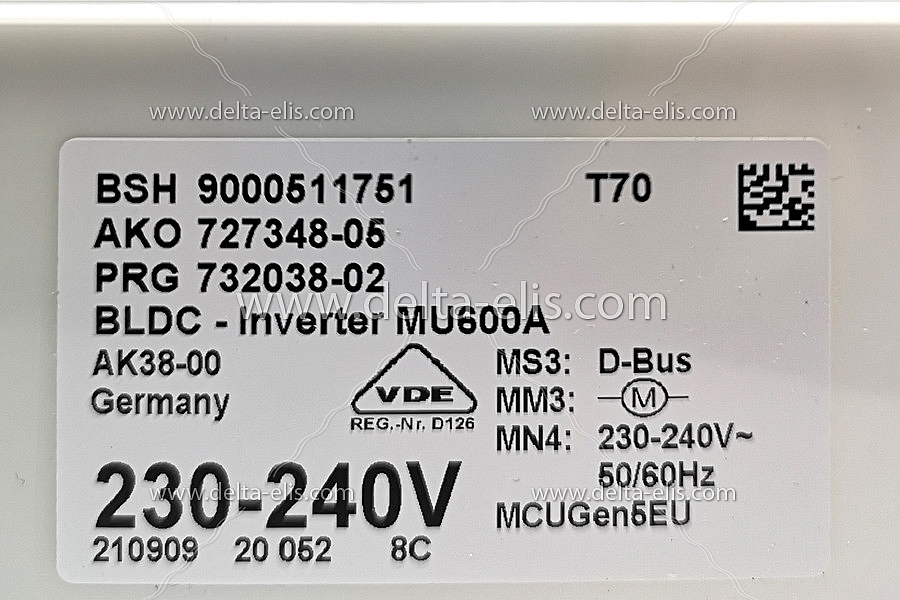 www.delta-elis.com www.delta-elis.com
BSH 9000511751 T70
AKO 727348-05
PRG 732038-02
www.delta-elis.com
BLDC - Inverter MU600A
AK38-00
Germany
VDE
REG.-Nr. D126
MS3: D-Bus
MM3: M
MN4: 230-240V~
50/60Hz
MCUGen5EU
230-240V
www.delta-elis.com www.delta-elis.com
210909 20 052 8C